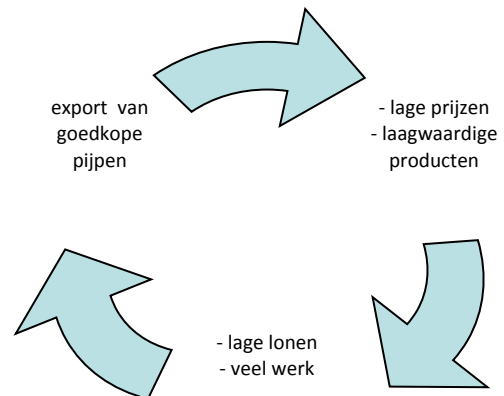 export van
goedkope
pijpen
- lage prijzen
- laagwaardige
producten
- lage lonen
- veel werk